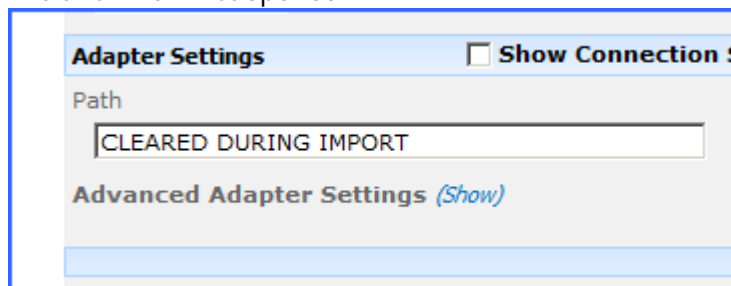 Adapter Settings Show Connection
Path
CLEARED DURING IMPORT
Advanced Adapter Settings (Show)